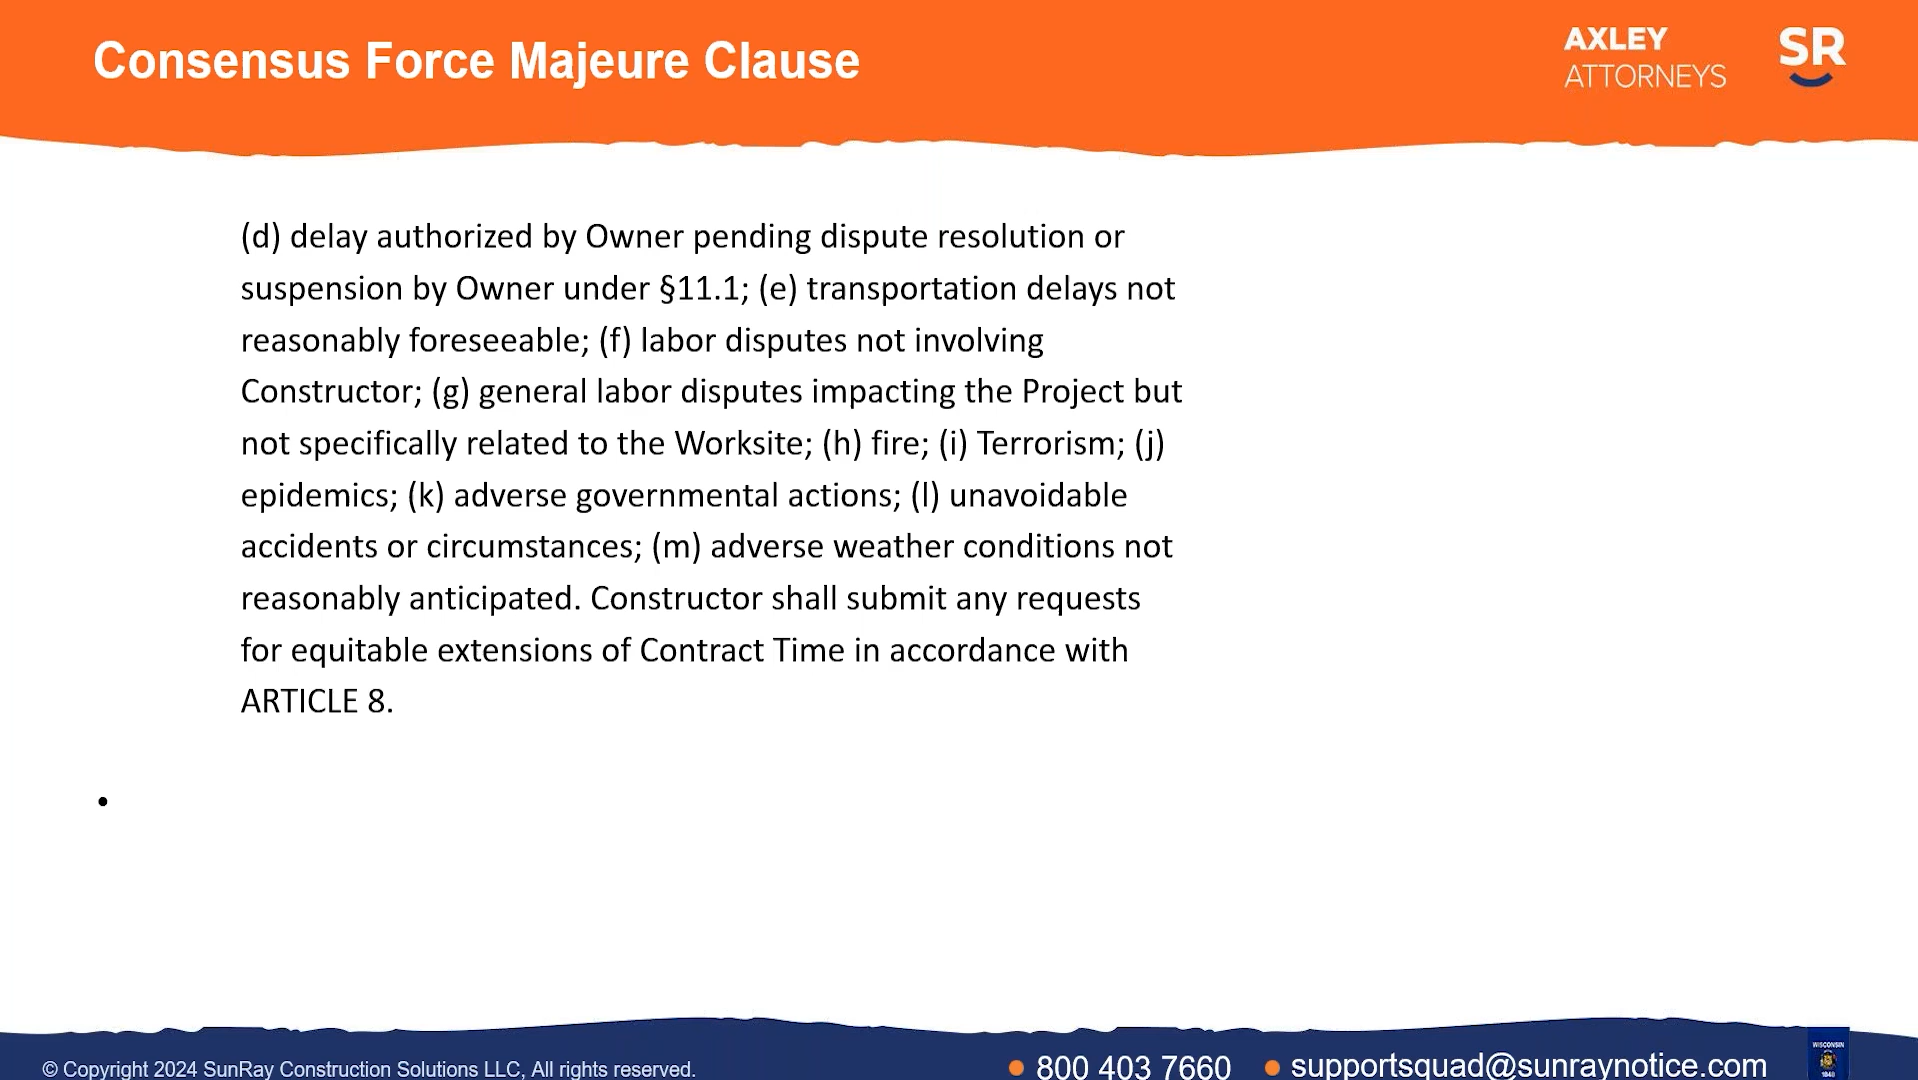 Consensus Force Majeure Clause
AXLEY
ATTORNEYS
SR
(d) delay authorized by Owner pending dispute resolution or
suspension by Owner under §11.1; (e) transportation delays not
reasonably foreseeable; (f) labor disputes not involving
Constructor; (g) general labor disputes impacting the Project but
not specifically related to the Worksite; (h) fire; (i) Terrorism; (j)
epidemics; (k) adverse governmental actions; (l) unavoidable
accidents or circumstances; (m) adverse weather conditions not
reasonably anticipated. Constructor shall submit any requests
for equitable extensions of Contract Time in accordance with
ARTICLE 8.
•
© Copyright 2024 SunRay Construction Solutions LLC, All rights reserved.
• 800 403 7660
• supportsquad@sunraynotice.com
WISCONSIN
1848